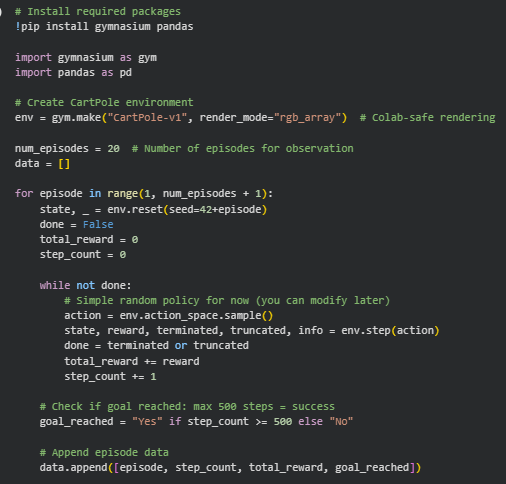 # Install required packages
!pip install gymnasium pandas
import gymnasium as gym
import pandas as pd
# Create CartPole environment
env = gym.make("CartPole-v1", render_mode="rgb_array")  # Colab-safe rendering
num_episodes = 20  # Number of episodes for observation
data = []
for episode in range(1, num_episodes + 1):
    state, _ = env.reset(seed=42+episode)
    done = False
    total_reward = 0
    step_count = 0
    while not done:
        # Simple random policy for now (you can modify later)
        action = env.action_space.sample()
        state, reward, terminated, truncated, info = env.step(action)
        done = terminated or truncated
        total_reward += reward
        step_count += 1
    # Check if goal reached: max 500 steps = success
    goal_reached = "Yes" if step_count >= 500 else "No"
    # Append episode data
    data.append([episode, step_count, total_reward, goal_reached])